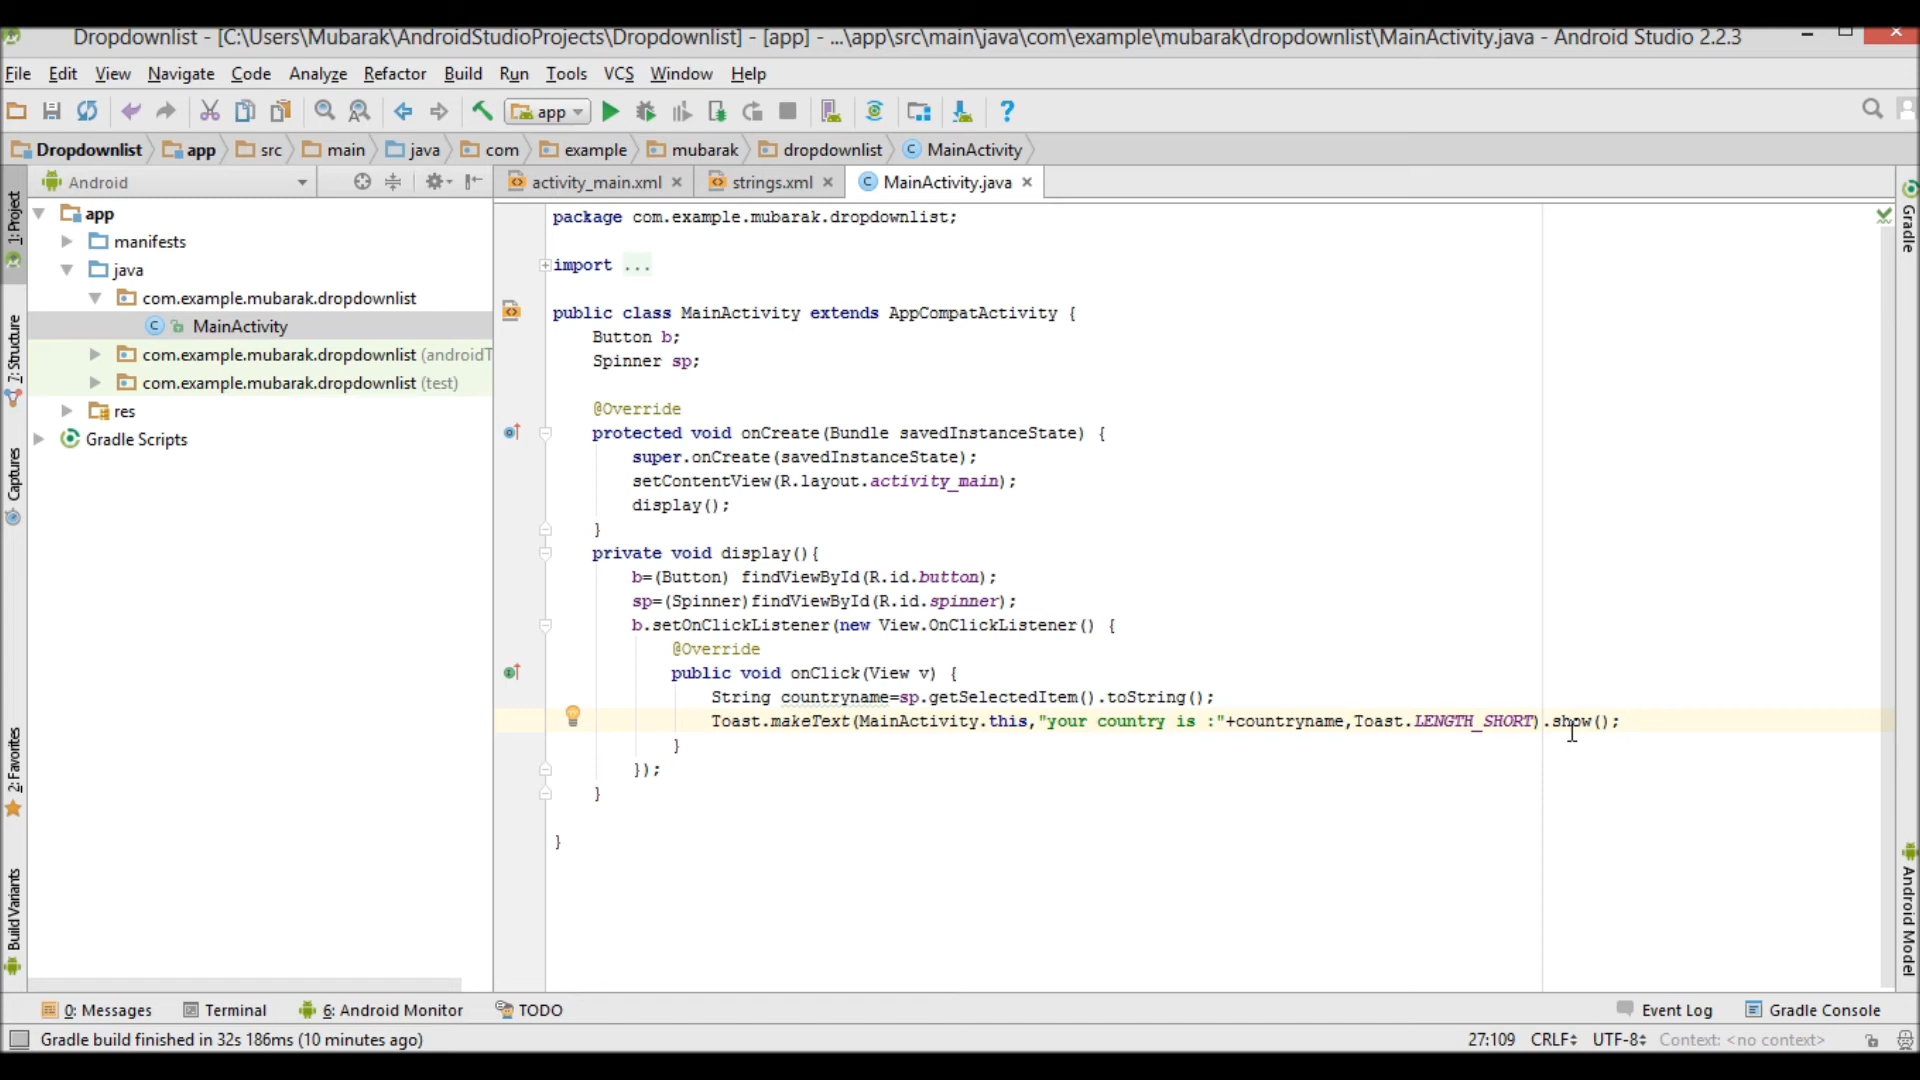 Dropdownlist - [C:\Users\Mubarak\AndroidStudioProjects\Dropdownlist] - [app] - ...\app\src\main\java\com\example\mubarak\dropdownlist\MainActivity.java - Android Studio 2.2.3
File Edit View Navigate Code Analyze Refactor Build Run Tools VCS Window Help
app
Dropdownlist app src main java com example mubarak dropdownlist MainActivity
Android
activity_main.xml strings.xml MainActivity.java
1: Project
7: Structure
Captures
2: Favorites
Build Variants
app
manifests
java
com.example.mubarak.dropdownlist
MainActivity
com.example.mubarak.dropdownlist (androidT
com.example.mubarak.dropdownlist (test)
res
Gradle Scripts
package com.example.mubarak.dropdownlist;
import ...
public class MainActivity extends AppCompatActivity {
Button b;
Spinner sp;
@Override
protected void onCreate(Bundle savedInstanceState) {
super.onCreate(savedInstanceState);
setContentView(R.layout.activity_main);
display();
}
private void display(){
b=(Button) findViewById(R.id.button);
sp=(Spinner)findViewById(R.id.spinner);
b.setOnClickListener(new View.OnClickListener() {
@Override
public void onClick(View v) {
String countryname=sp.getSelectedItem().toString();
Toast.makeText(MainActivity.this,"your country is :"+countryname,Toast.LENGTH_SHORT).show();
}
});
}
}
Gradle
Android Model
0: Messages Terminal 6: Android Monitor TODO Event Log Gradle Console
Gradle build finished in 32s 186ms (10 minutes ago) 27:109 CRLF UTF-8 Context: <no context>